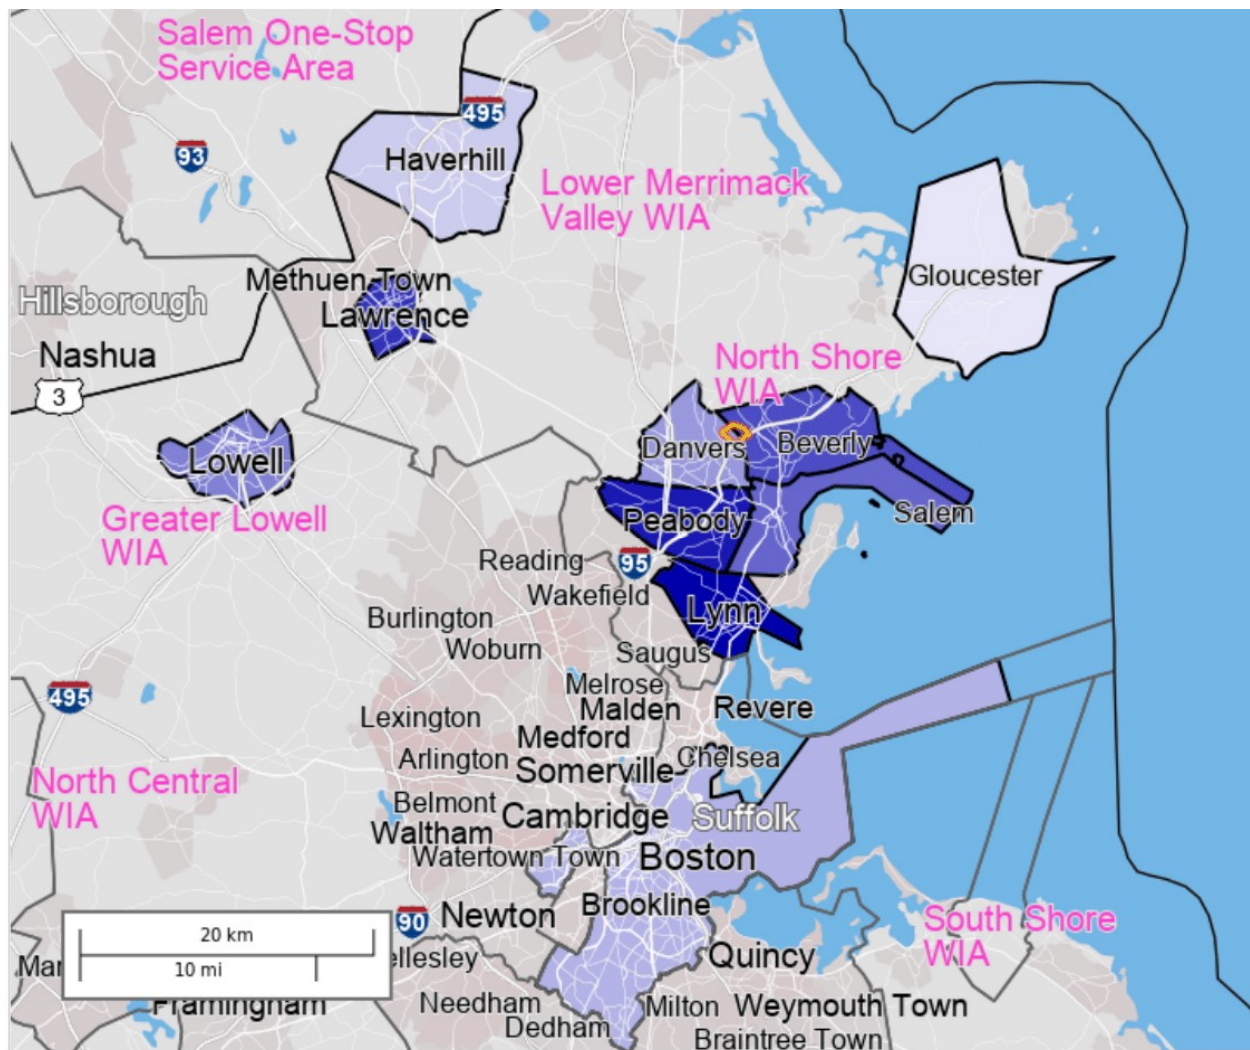 Salem One-Stop
Service Area
495
93
Haverhill
Lower Merrimack
Valley WIA
Gloucester
Methuen-Town
Hillsborough
Lawrence
Nashua
3
North Shore
WIA
Danvers
Beverly
Lowell
Salem
Peabody
Greater Lowell
WIA
Reading
95
Wakefield
Lynn
Burlington
Woburn
Saugus
Melrose
495
Malden
Revere
Lexington
Medford
Chelsea
Arlington
Somerville
North Central
WIA
Belmont
Cambridge
Suffolk
Waltham
Watertown Town
Boston
Brookline
90
Newton
South Shore
WIA
20 km
10 mi
Quincy
Mar
ellesley
Framingham
Needham
Milton
Weymouth Town
Dedham
Braintree Town